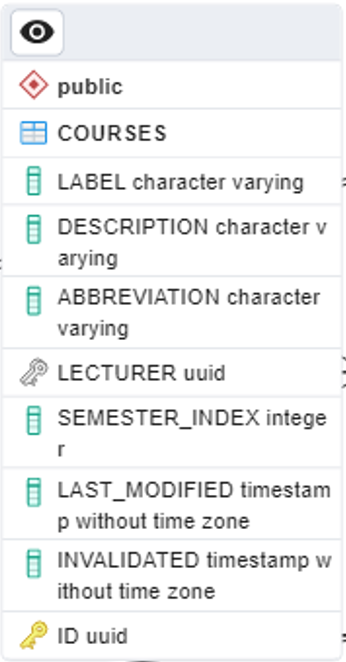 public
COURSES
LABEL character varying
DESCRIPTION character v
arying
ABBREVIATION character
varying
LECTURER uuid
SEMESTER_INDEX intege
r
LAST_MODIFIED timestam
p without time zone
INVALIDATED timestamp w
ithout time zone
ID uuid